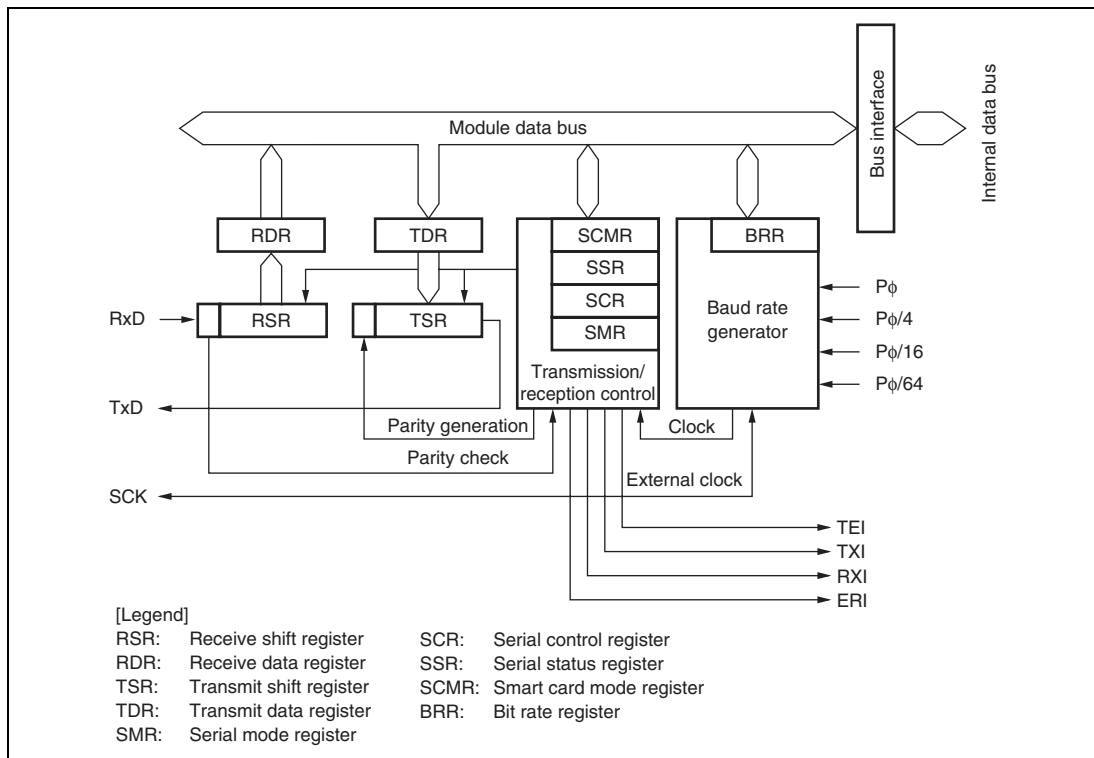 Module data bus
Bus interface
Internal data bus
RDR
TDR
SCMR
BRR
SSR
SCR
SMR
RxD
RSR
TSR
Baud rate
generator
Pϕ
Pϕ/4
Pϕ/16
Pϕ/64
Transmission/
reception control
TxD
Parity generation
Clock
Parity check
External clock
SCK
TEI
TXI
RXI
ERI
[Legend]
RSR: Receive shift register
RDR: Receive data register
TSR: Transmit shift register
TDR: Transmit data register
SMR: Serial mode register
SCR: Serial control register
SSR: Serial status register
SCMR: Smart card mode register
BRR: Bit rate register